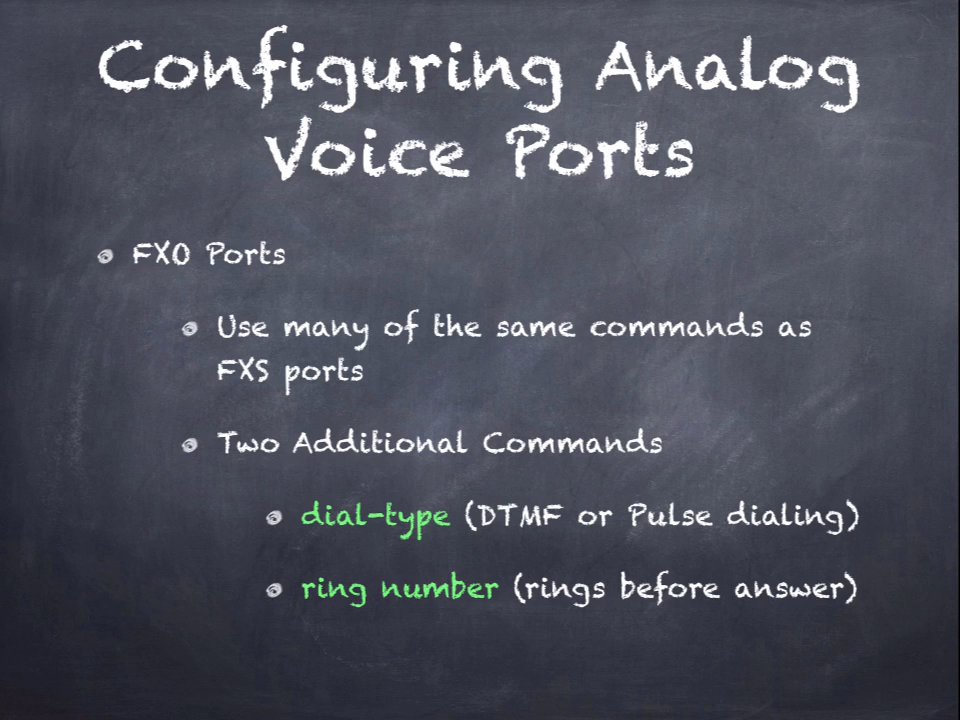 Configuring Analog
Voice Ports
FXO Ports
Use many of the same commands as
FXS ports
Two Additional Commands
dial-type (DTMF or Pulse dialing)
ring number (rings before answer)